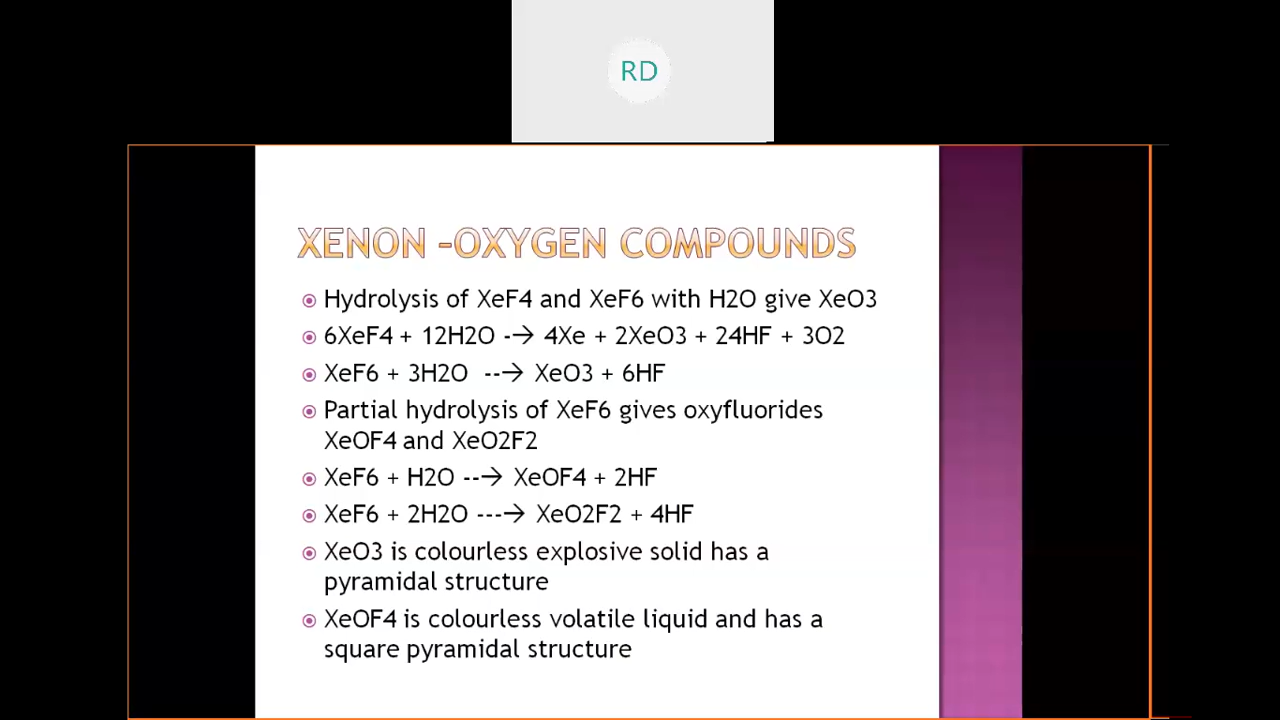 RD
XENON -OXYGEN COMPOUNDS
Hydrolysis of XeF4 and XeF6 with H2O give XeO3
6XeF4 + 12H2O -→ 4Xe + 2XeO3 + 24HF + 3O2
XeF6 + 3H2O --→ XeO3 + 6HF
Partial hydrolysis of XeF6 gives oxyfluorides
XeOF4 and XeO2F2
XeF6 + H2O --→ XeOF4 + 2HF
XeF6 + 2H2O ---→ XeO2F2 + 4HF
XeO3 is colourless explosive solid has a
pyramidal structure
XeOF4 is colourless volatile liquid and has a
square pyramidal structure